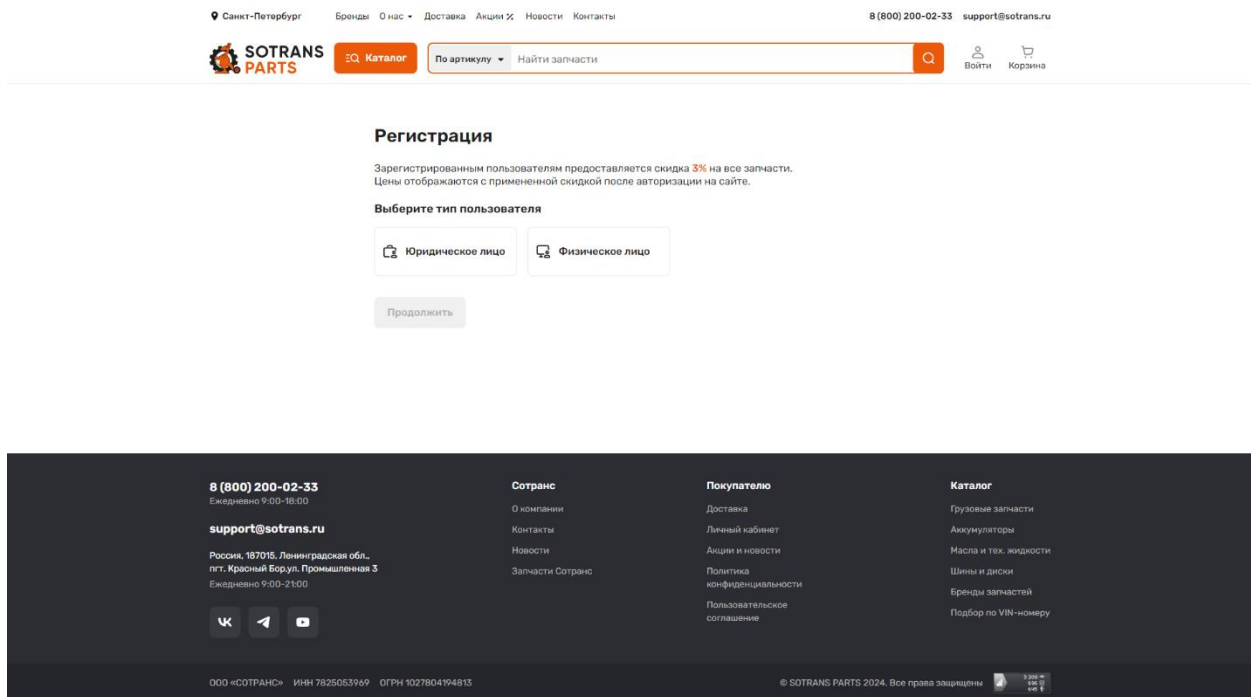 Санкт-Петербург Бренды О нас Доставка Акции Новости Контакты 8 (800) 200-02-33 support@sotrans.ru
SOTRANS
PARTS
Каталог По артикулу Найти запчасти Войти Корзина
Регистрация
Зарегистрированным пользователям предоставляется скидка 3% на все запчасти.
Цены отображаются с примененной скидкой после авторизации на сайте.
Выберите тип пользователя
Юридическое лицо Физическое лицо
Продолжить
8 (800) 200-02-33
Ежедневно 9:00-18:00
support@sotrans.ru
Россия, 187015, Ленинградская обл.,
пгт. Красный Бор,ул. Промышленная 3
Ежедневно 9:00-21:00
Сотранс
О компании
Контакты
Новости
Запчасти Сотранс
Покупателю
Доставка
Личный кабинет
Акции и новости
Политика
конфиденциальности
Пользовательское
соглашение
Каталог
Грузовые запчасти
Аккумуляторы
Масла и тех. жидкости
Шины и диски
Бренды запчастей
Подбор по VIN-номеру
ООО «СОТРАНС» ИНН 7825053969 ОГРН 1027804194813
© SOTRANS PARTS 2024. Все права защищены